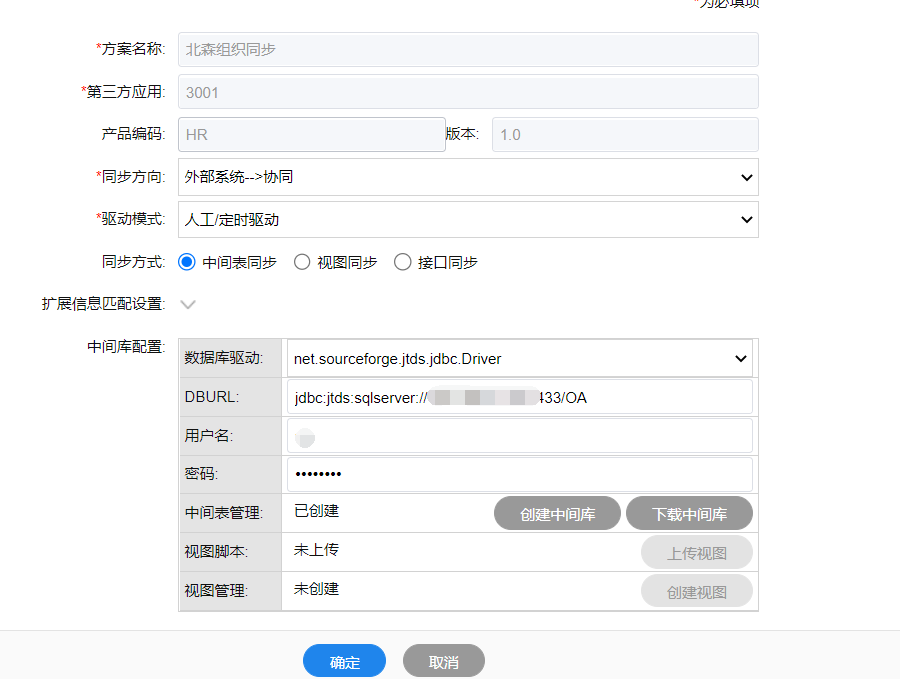 *为必填项
*方案名称: 北森组织同步
*第三方应用: 3001
产品编码: HR 版本: 1.0
*同步方向: 外部系统-->协同
*驱动模式: 人工/定时驱动
同步方式: 中间表同步 视图同步 接口同步
扩展信息匹配设置:
中间库配置:
数据库驱动: net.sourceforge.jtds.jdbc.Driver
DBURL: jdbc:jtds:sqlserver:// 433/OA
用户名:
密码: ••••••••
中间表管理: 已创建 创建中间库 下载中间库
视图脚本: 未上传 上传视图
视图管理: 未创建 创建视图
确定 取消